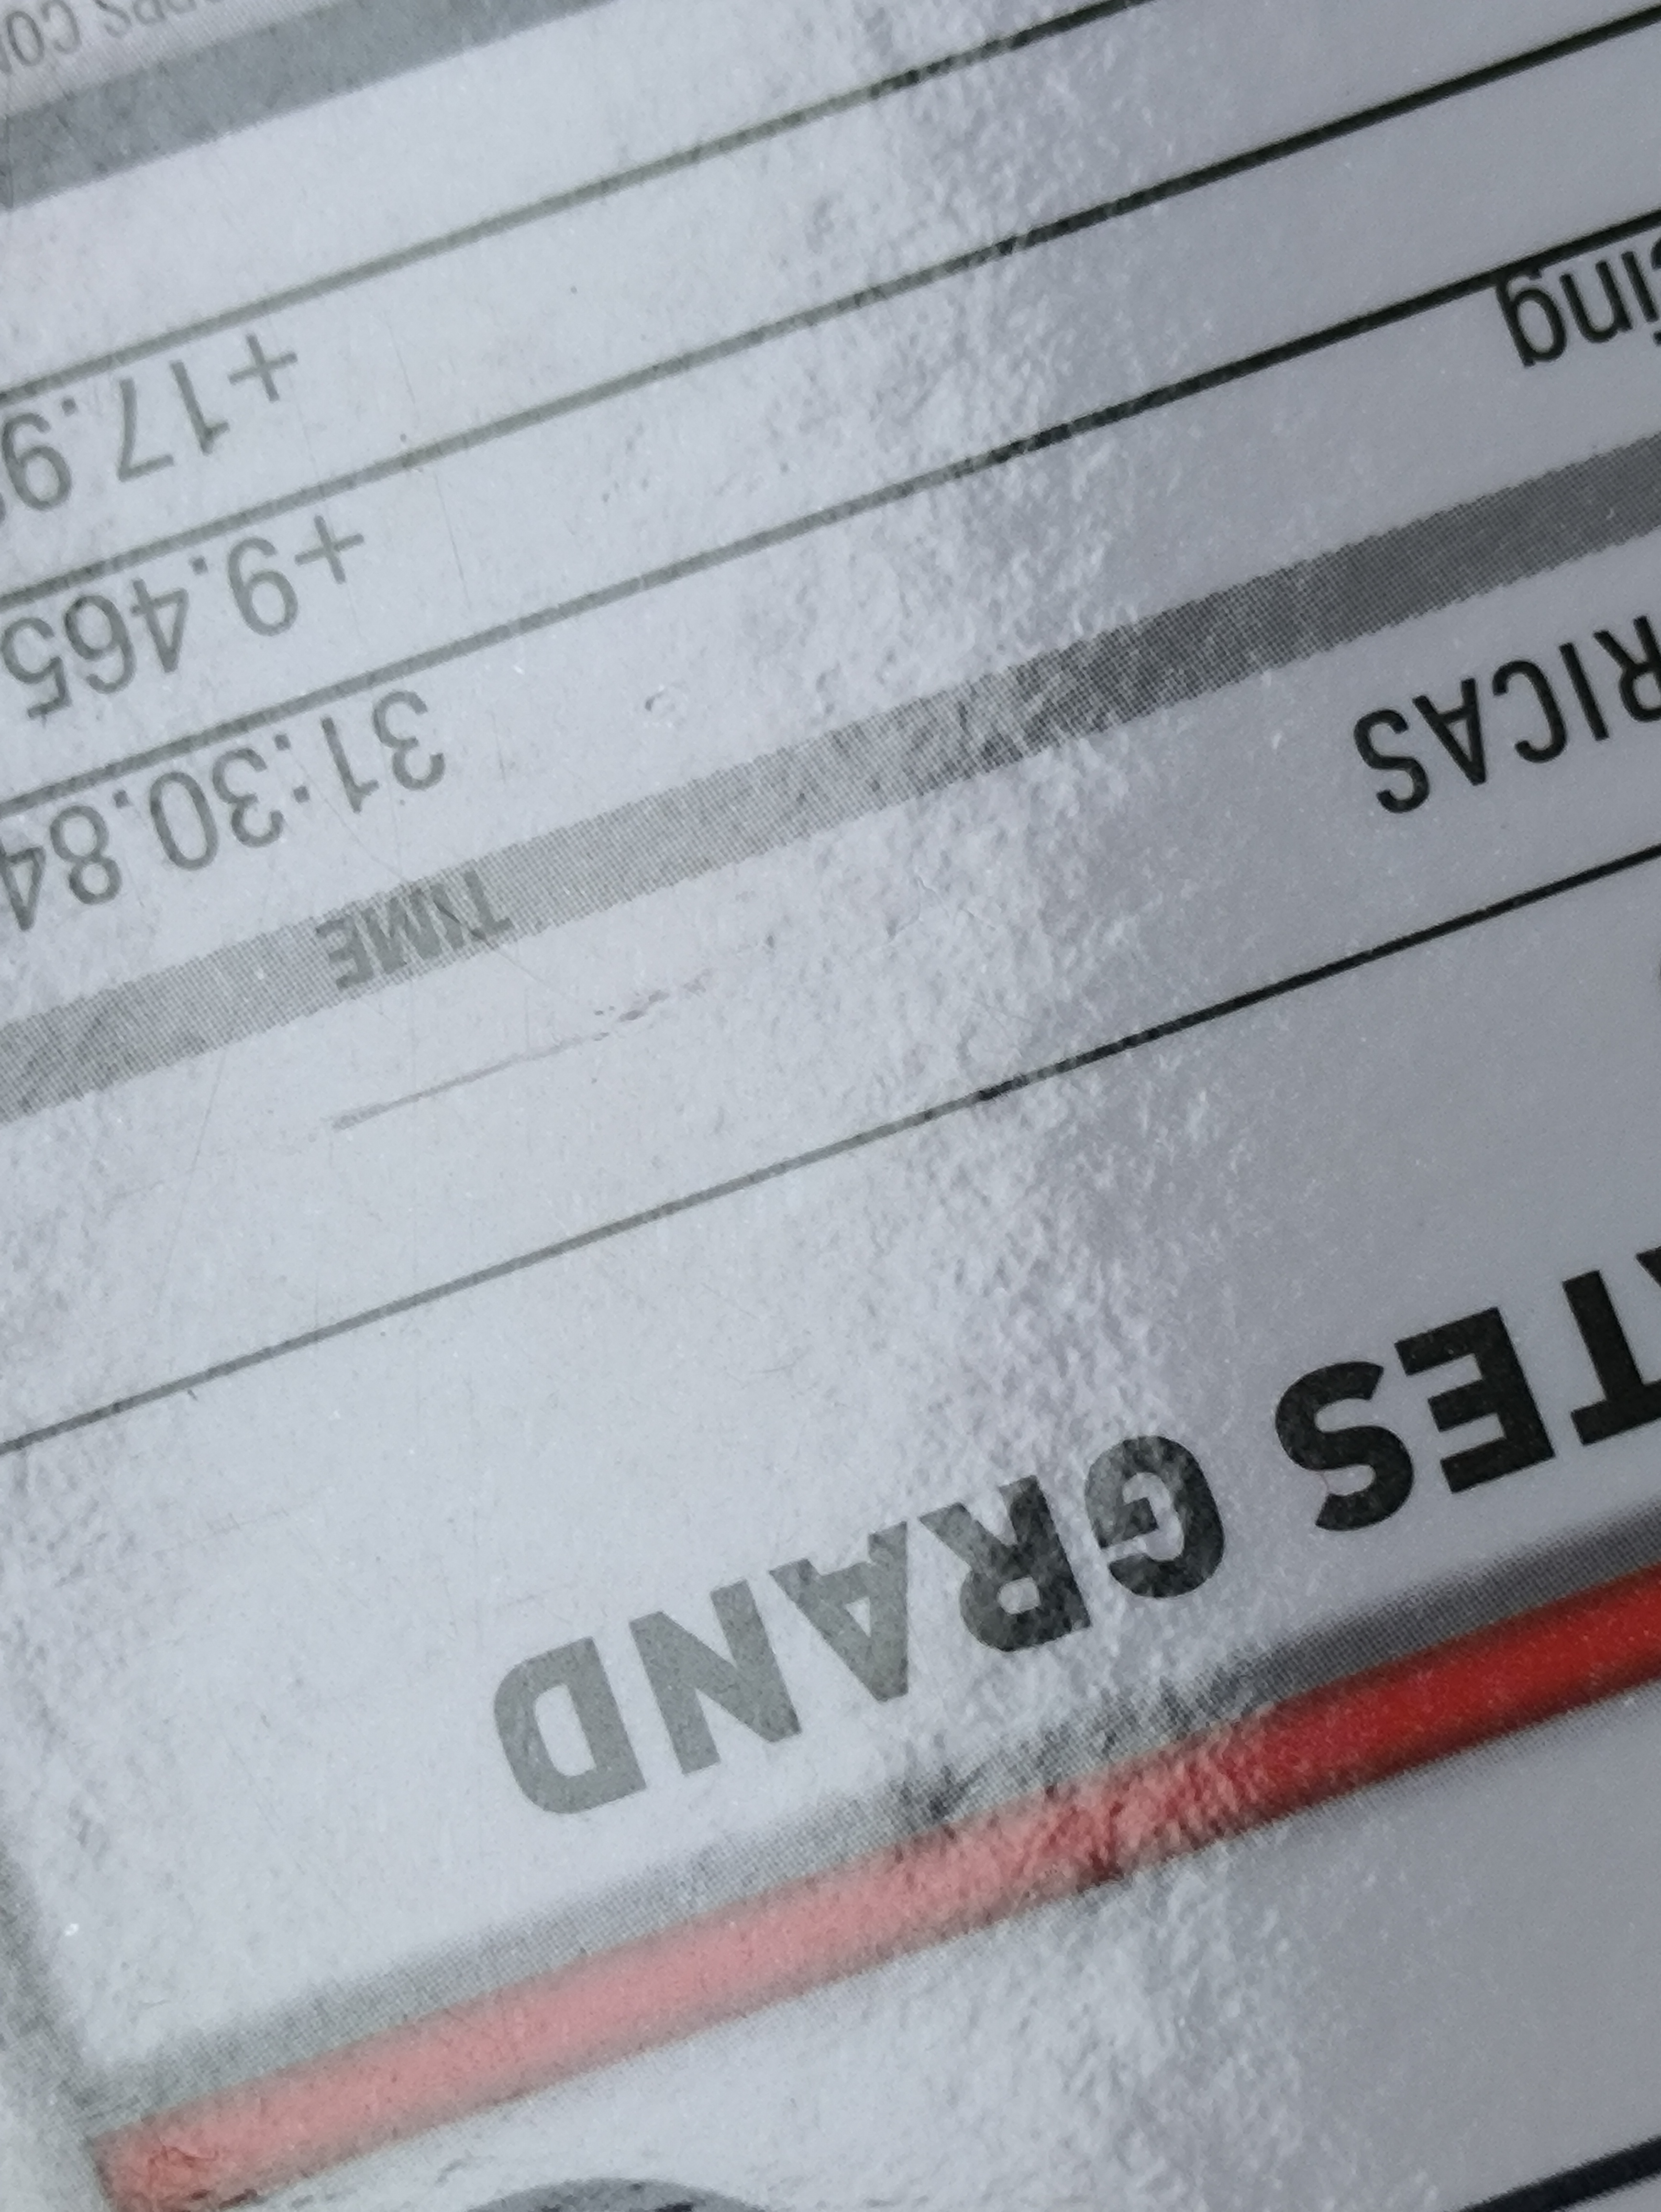 TES GRAND
RICAS
TIME
ing 31:30.84
+9.465
+17.9